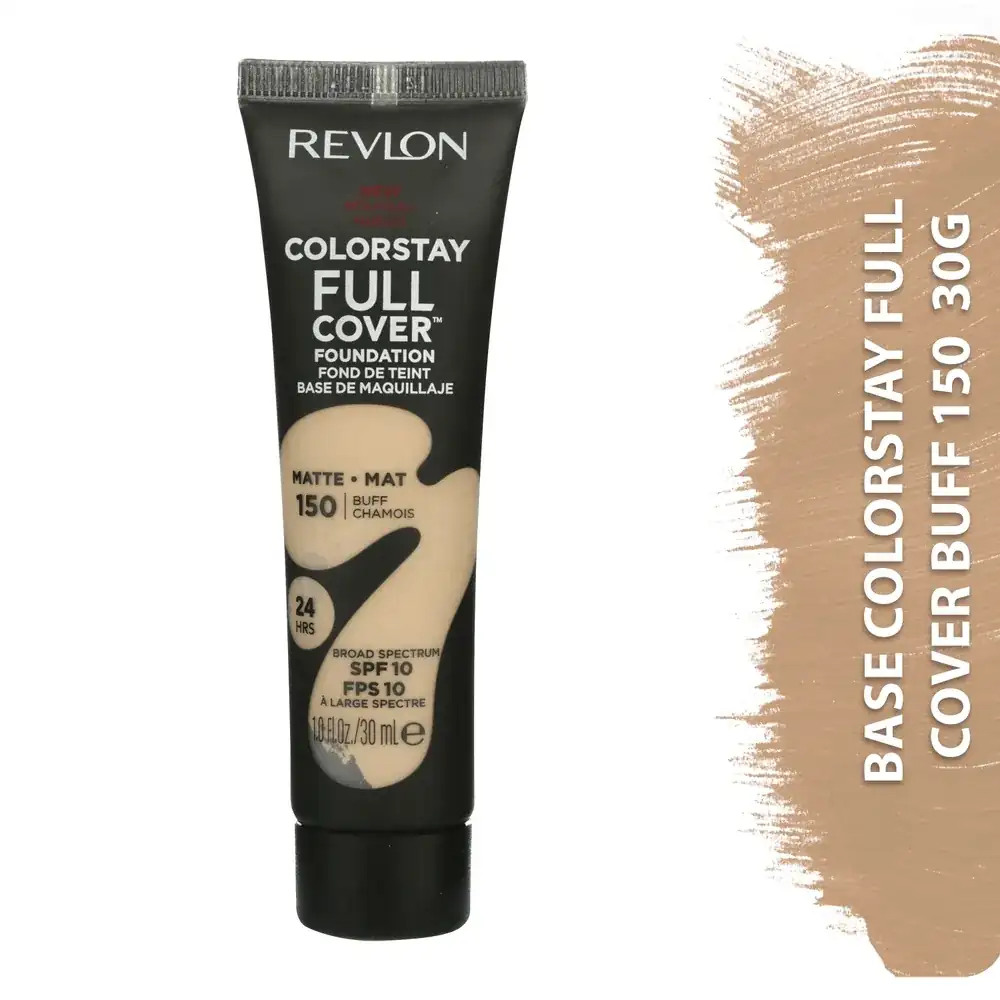 REVLON
COLORSTAY
FULL
COVER™
FOUNDATION
FOND DE TEINT
BASE DE MAQUILLAJE
MATTE • MAT
150 | BUFF
CHAMOIS
24
HRS
BROAD SPECTRUM
SPF 10
FPS 10
À LARGE SPECTRE
1.0 FL.OZ./30 mL e
BASE COLORSTAY FULL
COVER BUFF 150 30G